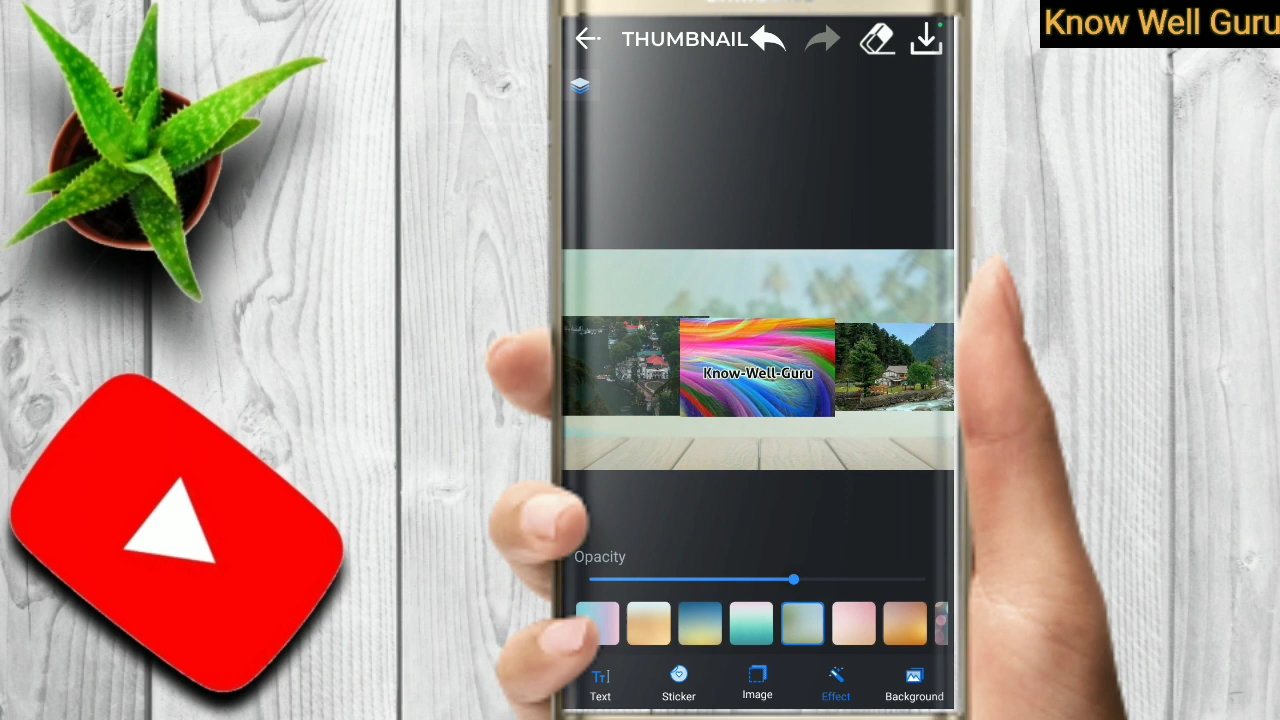 Know Well Guru
THUMBNAIL
Know-Well-Guru
Opacity
Text
Sticker
Image
Effect
Background